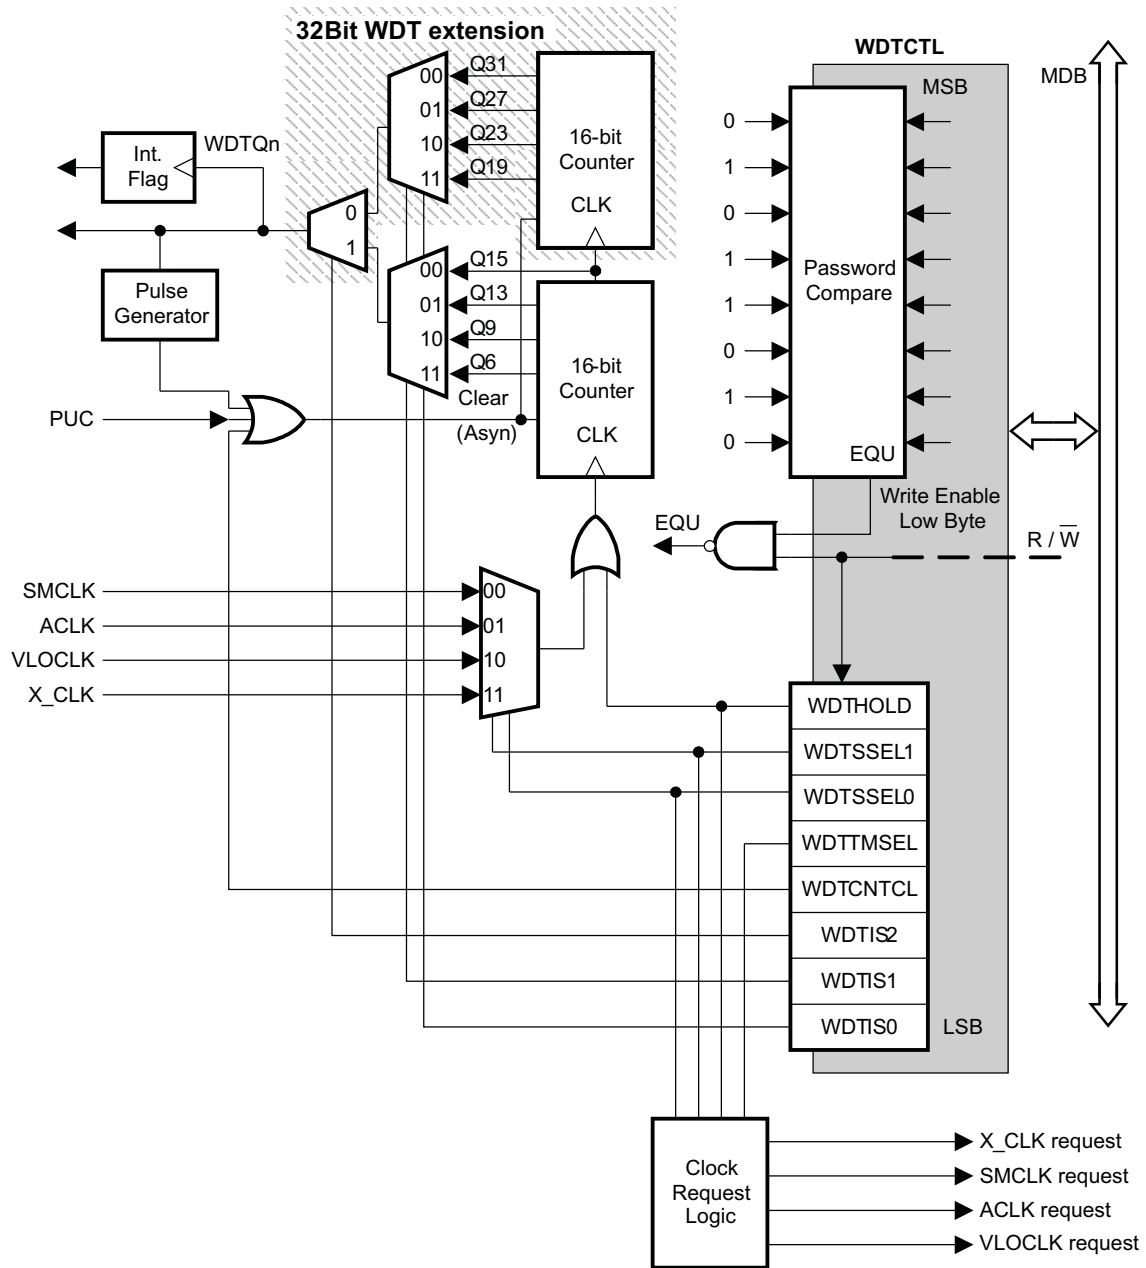 32Bit WDT extension
WDTCTL
MDB
MSB
Q31
Q27
Q23
Q19
00
01
10
11
16-bit
Counter
CLK
WDTQn
Int.
Flag
0
1
Pulse
Generator
Q15
Q13
Q9
Q6
00
01
10
11
Clear
(Asyn)
16-bit
Counter
CLK
PUC
0
1
0
1
1
0
1
0
Password
Compare
EQU
Write Enable
Low Byte
EQU
R / W
SMCLK
ACLK
VLOCLK
X_CLK
00
01
10
11
WDTHOLD
WDTSSEL1
WDTSSEL0
WDTTMSEL
WDTCNTCL
WDTIS2
WDTIS1
WDTIS0
LSB
Clock
Request
Logic
X_CLK request
SMCLK request
ACLK request
VLOCLK request